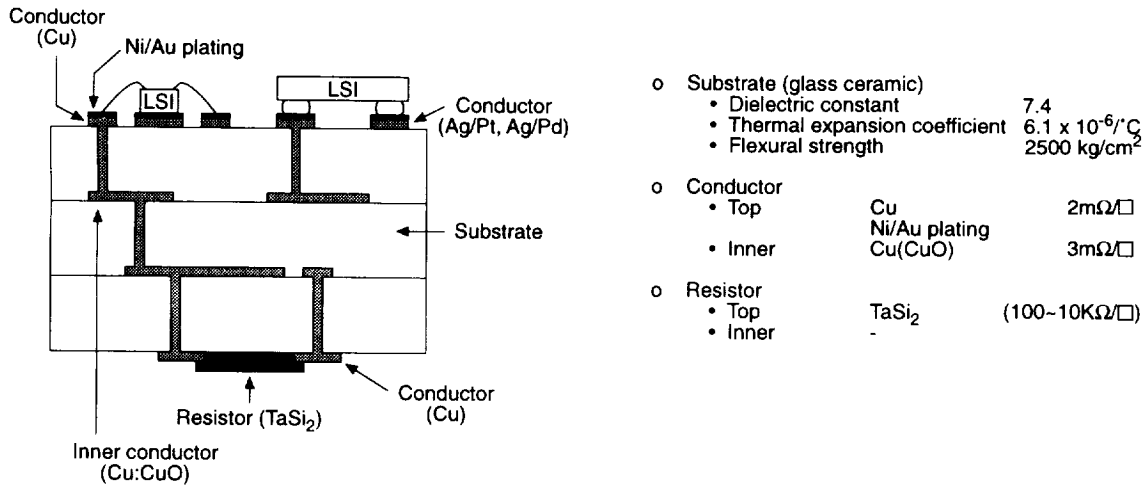 Conductor
(Cu)
Ni/Au plating
LSI
LSI
Conductor
(Ag/Pt, Ag/Pd)
Substrate
Conductor
(Cu)
Resistor (TaSi2)
Inner conductor
(Cu:CuO)
o Substrate (glass ceramic)
• Dielectric constant 7.4
• Thermal expansion coefficient 6.1 x 10-6/°C
• Flexural strength 2500 kg/cm2
o Conductor
• Top Cu 2mΩ/□
Ni/Au plating
• Inner Cu(CuO) 3mΩ/□
o Resistor
• Top TaSi2 (100~10KΩ/□)
• Inner -